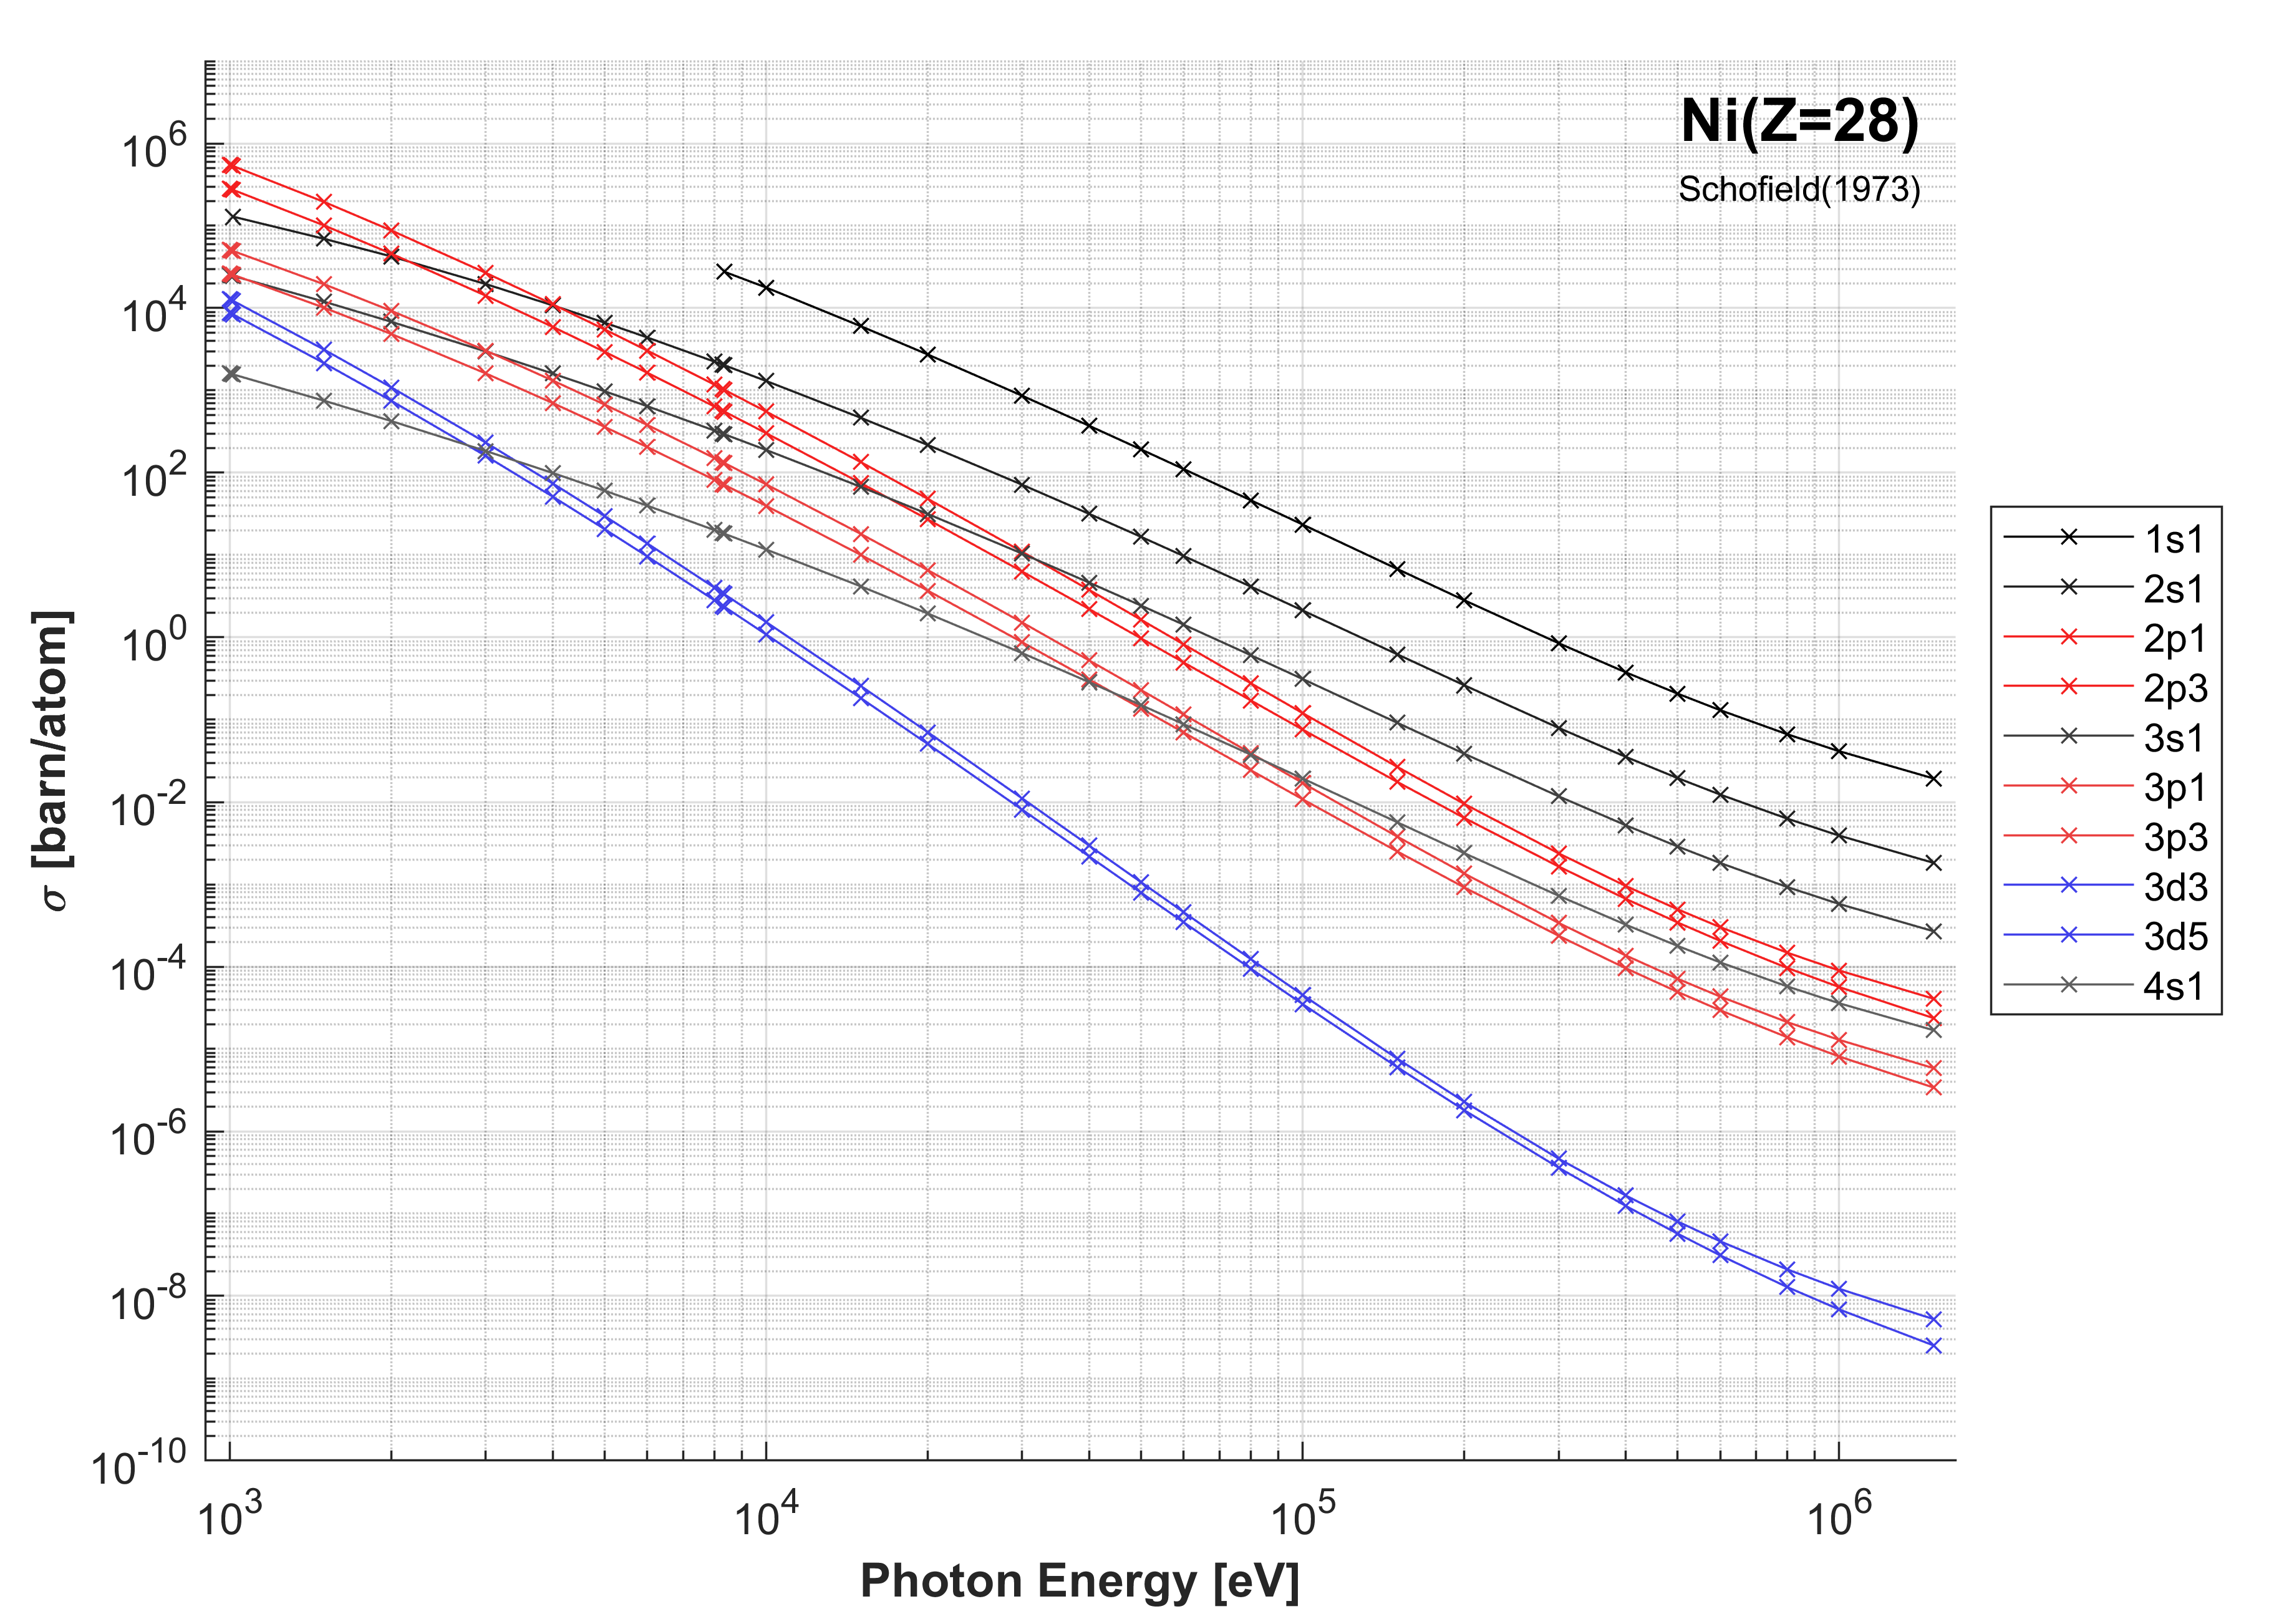 Ni(Z=28)
Schofield(1973)
10^6
10^4
10^2
10^0
10^-2
10^-4
10^-6
10^-8
10^-10
σ [barn/atom]
10^3 10^4 10^5 10^6
Photon Energy [eV]
1s1
2s1
2p1
2p3
3s1
3p1
3p3
3d3
3d5
4s1